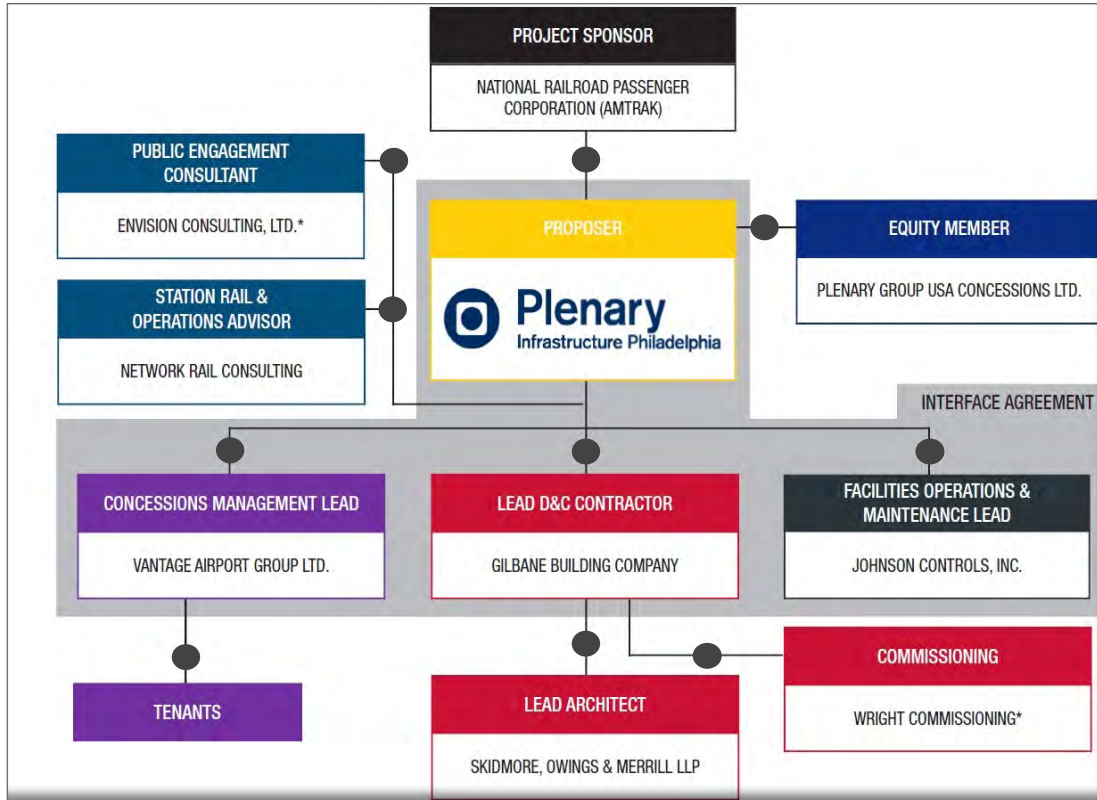 PROJECT SPONSOR
NATIONAL RAILROAD PASSENGER
CORPORATION (AMTRAK)
PUBLIC ENGAGEMENT
CONSULTANT
ENVISION CONSULTING, LTD.*
PROPOSER
Plenary
Infrastructure Philadelphia
EQUITY MEMBER
PLENARY GROUP USA CONCESSIONS LTD.
STATION RAIL &
OPERATIONS ADVISOR
NETWORK RAIL CONSULTING
INTERFACE AGREEMENT
CONCESSIONS MANAGEMENT LEAD
VANTAGE AIRPORT GROUP LTD.
LEAD D&C CONTRACTOR
GILBANE BUILDING COMPANY
FACILITIES OPERATIONS &
MAINTENANCE LEAD
JOHNSON CONTROLS, INC.
TENANTS
LEAD ARCHITECT
SKIDMORE, OWINGS & MERRILL LLP
COMMISSIONING
WRIGHT COMMISSIONING*